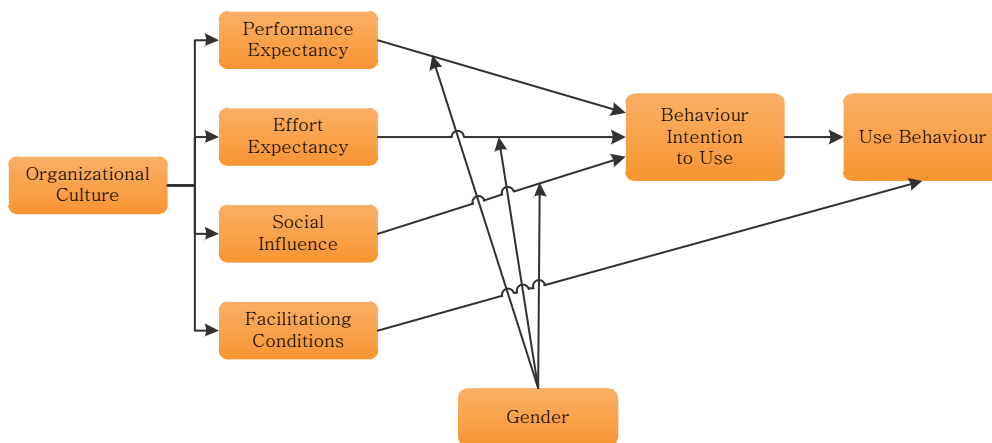 Performance
Expectancy
Effort
Expectancy
Organizational
Culture
Social
Influence
Facilitationg
Conditions
Behaviour
Intention
to Use
Use Behaviour
Gender